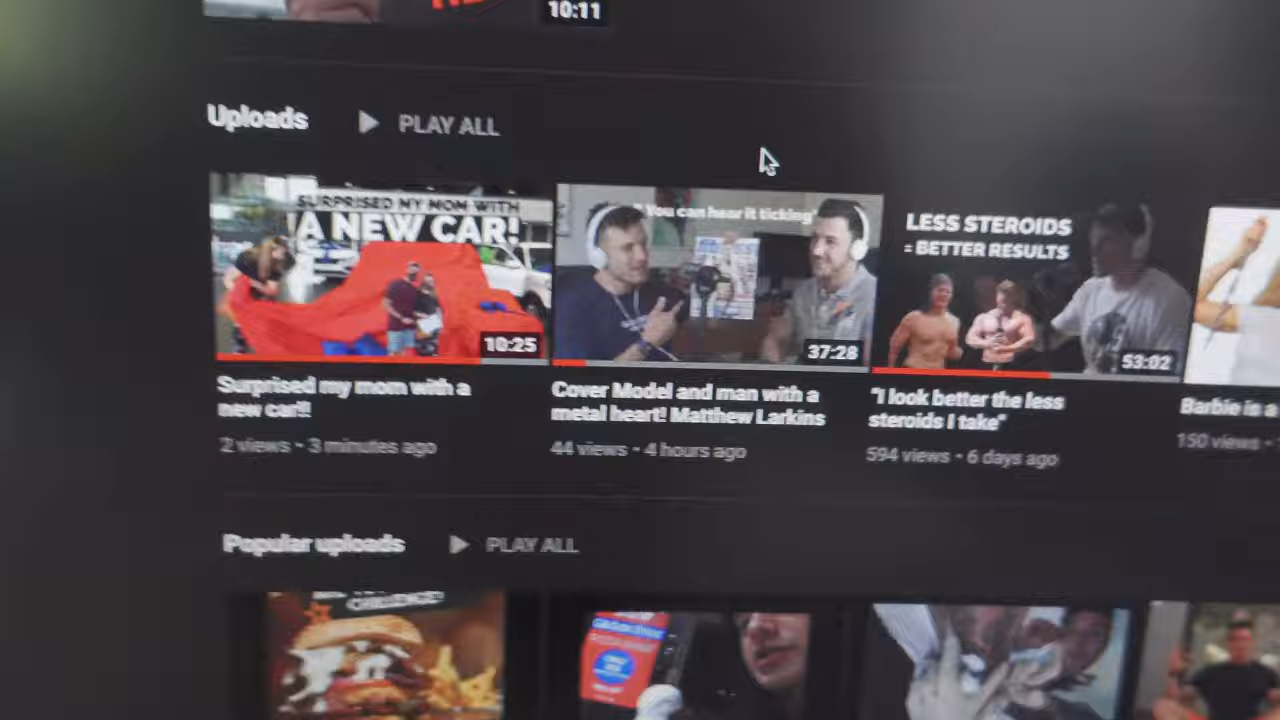 10:11
Uploads
PLAY ALL
SURPRISED MY MOM WITH
A NEW CAR!
10:25
"You can hear it ticking"
37:28
LESS STEROIDS
= BETTER RESULTS
53:02
Surprised my mom with a
new car!!
2 views • 3 minutes ago
Cover Model and man with a
metal heart! Matthew Larkins
44 views • 4 hours ago
"I look better the less
steroids I take"
594 views • 6 days ago
Barbie is a
150 views •
Popular uploads
PLAY ALL
CHALLENGE!